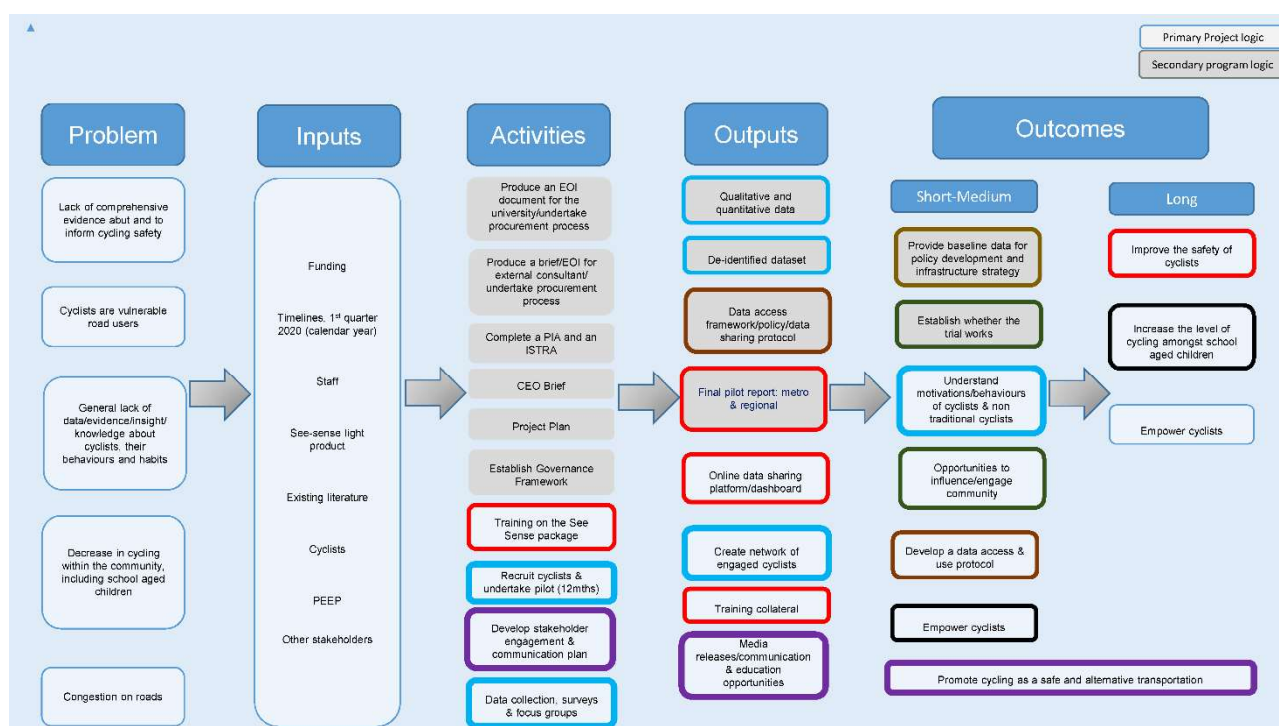 Primary Project logic
Secondary program logic
Problem
Inputs
Activities
Outputs
Outcomes
Short-Medium
Long
Lack of comprehensive
evidence abut and to
inform cycling safety
Cyclists are vulnerable
road users
General lack of
data/evidence/insight/
knowledge about
cyclists, their
behaviours and habits
Decrease in cycling
within the community,
including school aged
children
Congestion on roads
Funding
Timelines, 1st quarter
2020 (calendar year)
Staff
See-sense light
product
Existing literature
Cyclists
PEEP
Other stakeholders
Produce an EOI
document for the
university/undertake
procurement process
Produce a brief/EOI for
external consultant/
undertake procurement
process
Complete a PIA and an
ISTRA
CEO Brief
Project Plan
Establish Governance
Framework
Training on the See
Sense package
Recruit cyclists &
undertake pilot (12mths)
Develop stakeholder
engagement &
communication plan
Data collection, surveys
& focus groups
Qualitative and
quantitative data
De-identified dataset
Data access
framework/policy/data
sharing protocol
Final pilot report: metro
& regional
Online data sharing
platform/dashboard
Create network of
engaged cyclists
Training collateral
Media
releases/communication
& education
opportunities
Provide baseline data for
policy development and
infrastructure strategy
Establish whether the
trial works
Understand
motivations/behaviours
of cyclists & non
traditional cyclists
Opportunities to
influence/engage
community
Develop a data access &
use protocol
Empower cyclists
Promote cycling as a safe and alternative transportation
Improve the safety of
cyclists
Increase the level of
cycling amongst school
aged children
Empower cyclists